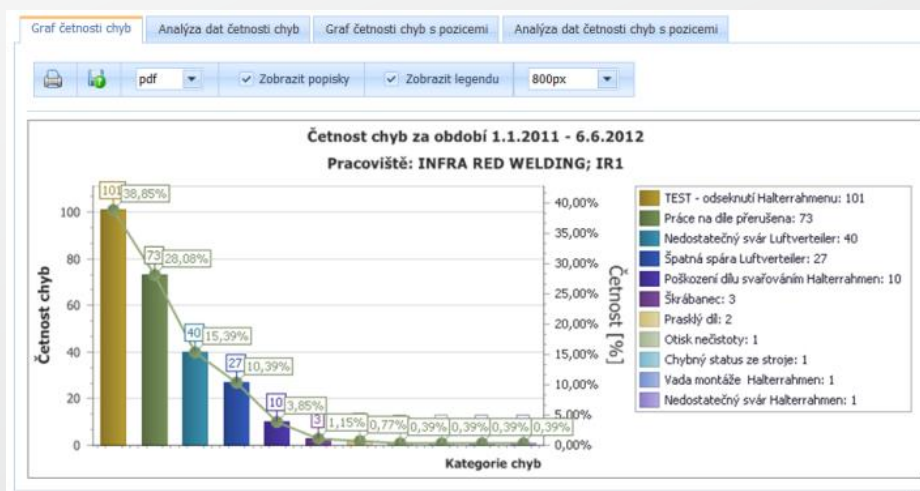 Graf četnosti chyb Analýza dat četnosti chyb Graf četnosti chyb s pozicemi Analýza dat četnosti chyb s pozicemi
pdf Zobrazit popisky Zobrazit legendu 800px
Četnost chyb za období 1.1.2011 - 6.6.2012
Pracoviště: INFRA RED WELDING; IR1
Četnost chyb
100
80
60
40
20
0
101 38,85%
73 28,08%
40 15,39%
27 10,39%
10 3,85%
3 1,15% 0,77% 0,39% 0,39% 0,39% 0,39%
40,00%
35,00%
30,00%
25,00%
20,00%
15,00%
10,00%
5,00%
0,00%
Četnost [%]
Kategorie chyb
TEST - odseknutí Halterrahmenu: 101
Práce na díle přerušena: 73
Nedostatečný svár Luftverteiler: 40
Špatná spára Luftverteiler: 27
Poškození dílu svařováním Halterrahmen: 10
Škrábanec: 3
Prasklý díl: 2
Otisk nečistoty: 1
Chybný status ze stroje: 1
Vada montáže Halterrahmen: 1
Nedostatečný svár Halterrahmen: 1